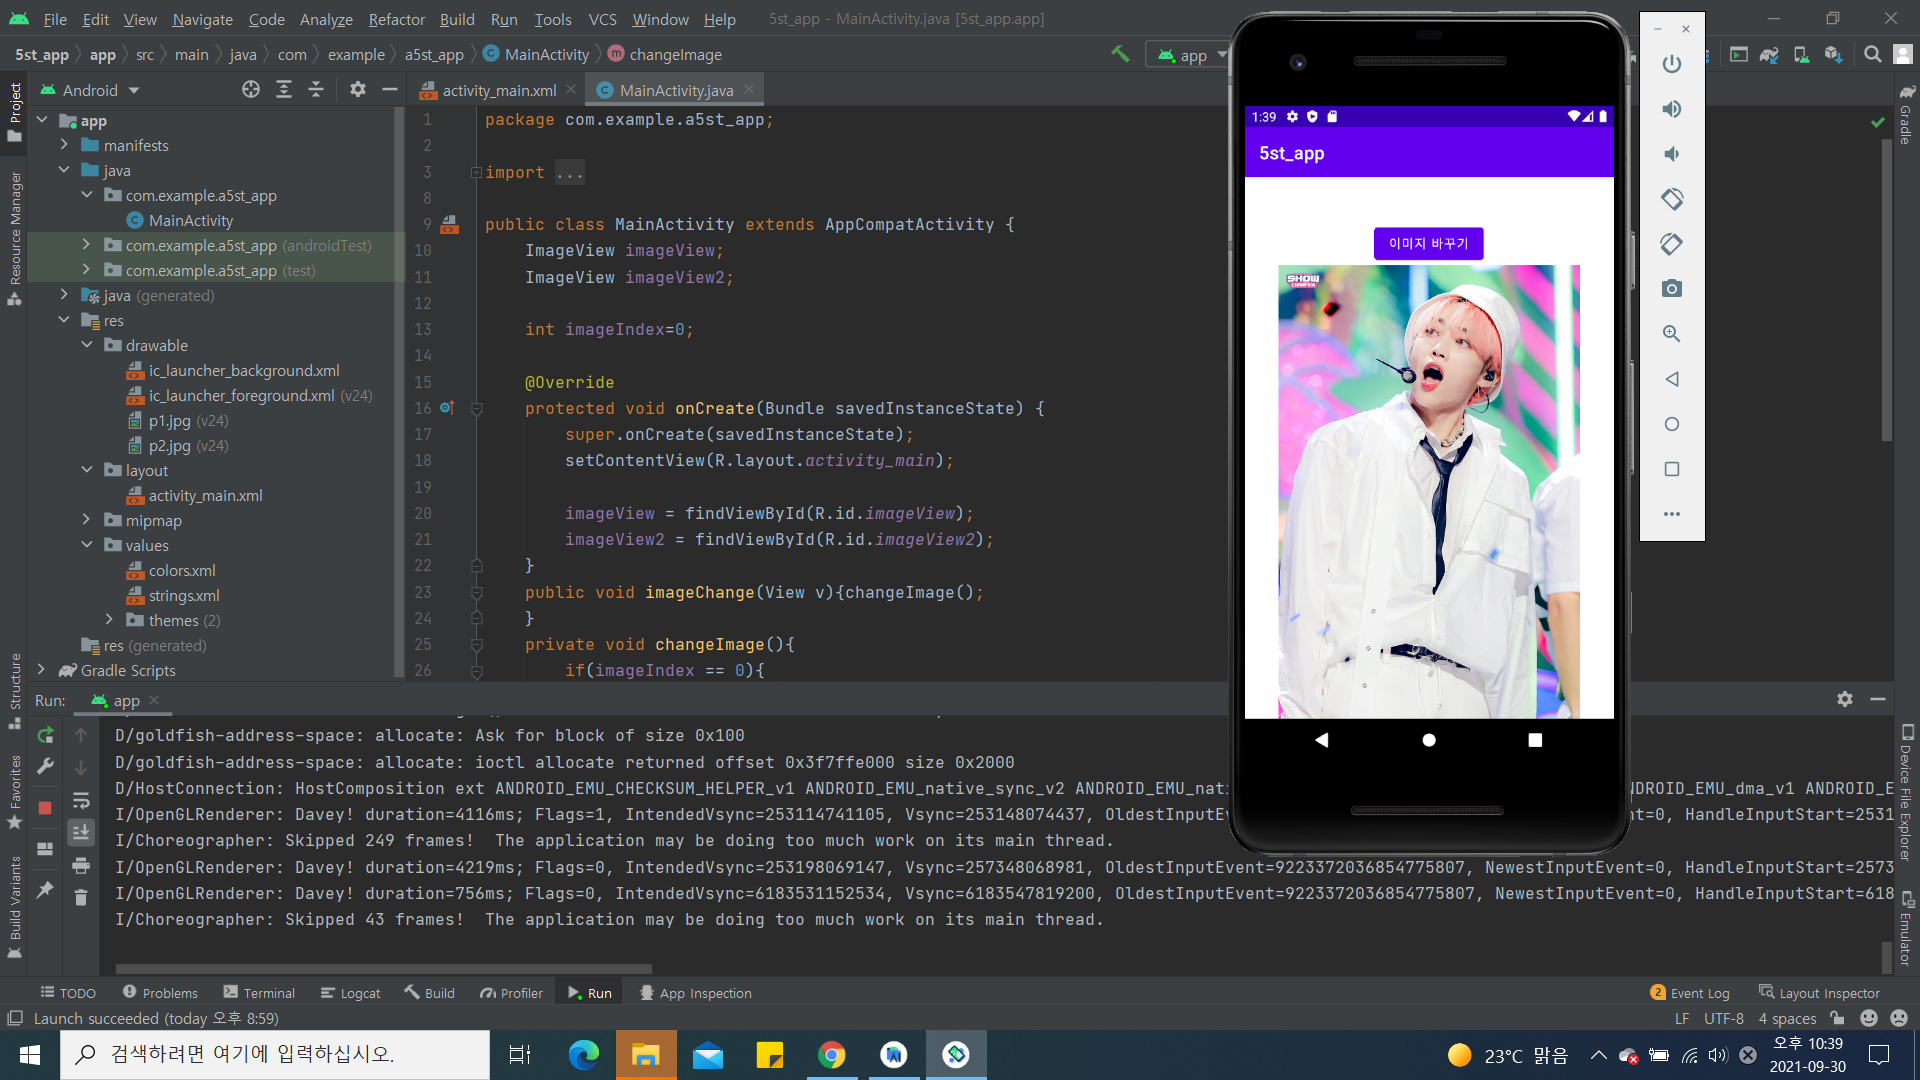 File Edit View Navigate Code Analyze Refactor Build Run Tools VCS Window Help 5st_app - MainActivity.java [5st_app.app]
5st_app app src main java com example a5st_app MainActivity changeImage
app
Project
Resource Manager
Structure
Favorites
Build Variants
Android
app
manifests
java
com.example.a5st_app
MainActivity
com.example.a5st_app (androidTest)
com.example.a5st_app (test)
java (generated)
res
drawable
ic_launcher_background.xml
ic_launcher_foreground.xml (v24)
p1.jpg (v24)
p2.jpg (v24)
layout
activity_main.xml
mipmap
values
colors.xml
strings.xml
themes (2)
res (generated)
Gradle Scripts
activity_main.xml MainActivity.java
1 package com.example.a5st_app;
2
3 import ...
8
9 public class MainActivity extends AppCompatActivity {
10 ImageView imageView;
11 ImageView imageView2;
12
13 int imageIndex=0;
14
15 @Override
16 protected void onCreate(Bundle savedInstanceState) {
17 super.onCreate(savedInstanceState);
18 setContentView(R.layout.activity_main);
19
20 imageView = findViewById(R.id.imageView);
21 imageView2 = findViewById(R.id.imageView2);
22 }
23 public void imageChange(View v){changeImage();
24 }
25 private void changeImage(){
26 if(imageIndex == 0){
1:39
5st_app
이미지 바꾸기
SHOW
CHAMPION
Gradle
Device File Explorer
Emulator
Run: app
D/goldfish-address-space: allocate: Ask for block of size 0x100
D/goldfish-address-space: allocate: ioctl allocate returned offset 0x3f7ffe000 size 0x2000
D/HostConnection: HostComposition ext ANDROID_EMU_CHECKSUM_HELPER_v1 ANDROID_EMU_native_sync_v2 ANDROID_EMU_nati NDROID_EMU_dma_v1 ANDROID_E
I/OpenGLRenderer: Davey! duration=4116ms; Flags=1, IntendedVsync=253114741105, Vsync=253148074437, OldestInputEv nt=0, HandleInputStart=2531
I/Choreographer: Skipped 249 frames!  The application may be doing too much work on its main thread.
I/OpenGLRenderer: Davey! duration=4219ms; Flags=0, IntendedVsync=253198069147, Vsync=257348068981, OldestInputEvent=9223372036854775807, NewestInputEvent=0, HandleInputStart=2573
I/OpenGLRenderer: Davey! duration=756ms; Flags=0, IntendedVsync=6183531152534, Vsync=6183547819200, OldestInputEvent=9223372036854775807, NewestInputEvent=0, HandleInputStart=618
I/Choreographer: Skipped 43 frames!  The application may be doing too much work on its main thread.
TODO Problems Terminal Logcat Build Profiler Run App Inspection 2 Event Log Layout Inspector
Launch succeeded (today 오후 8:59) LF UTF-8 4 spaces
검색하려면 여기에 입력하십시오.
23°C 맑음
오후 10:39
2021-09-30